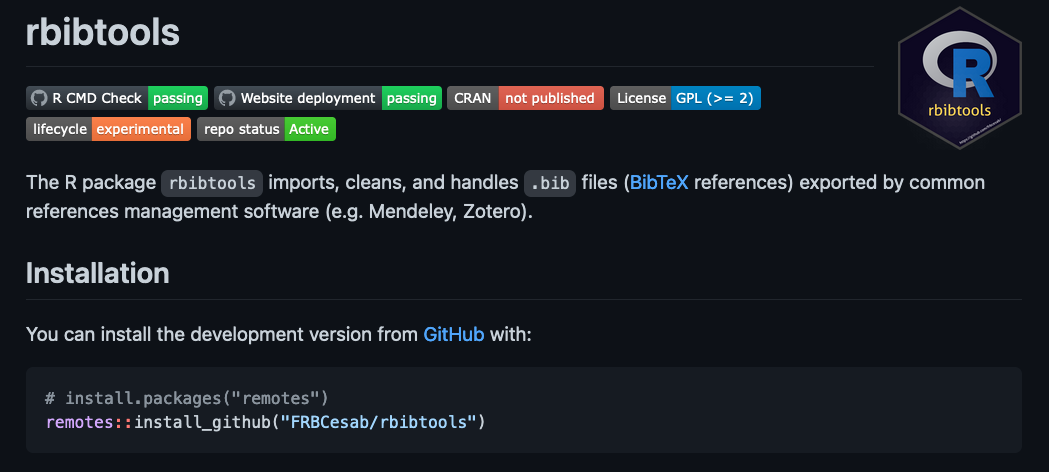 rbibtools
R CMD Check passing Website deployment passing CRAN not published License GPL (>= 2)
lifecycle experimental repo status Active
R
rbibtools
The R package rbibtools imports, cleans, and handles .bib files (BibTeX references) exported by common
references management software (e.g. Mendeley, Zotero).
Installation
You can install the development version from GitHub with:
# install.packages("remotes")
remotes::install_github("FRBCesab/rbibtools")